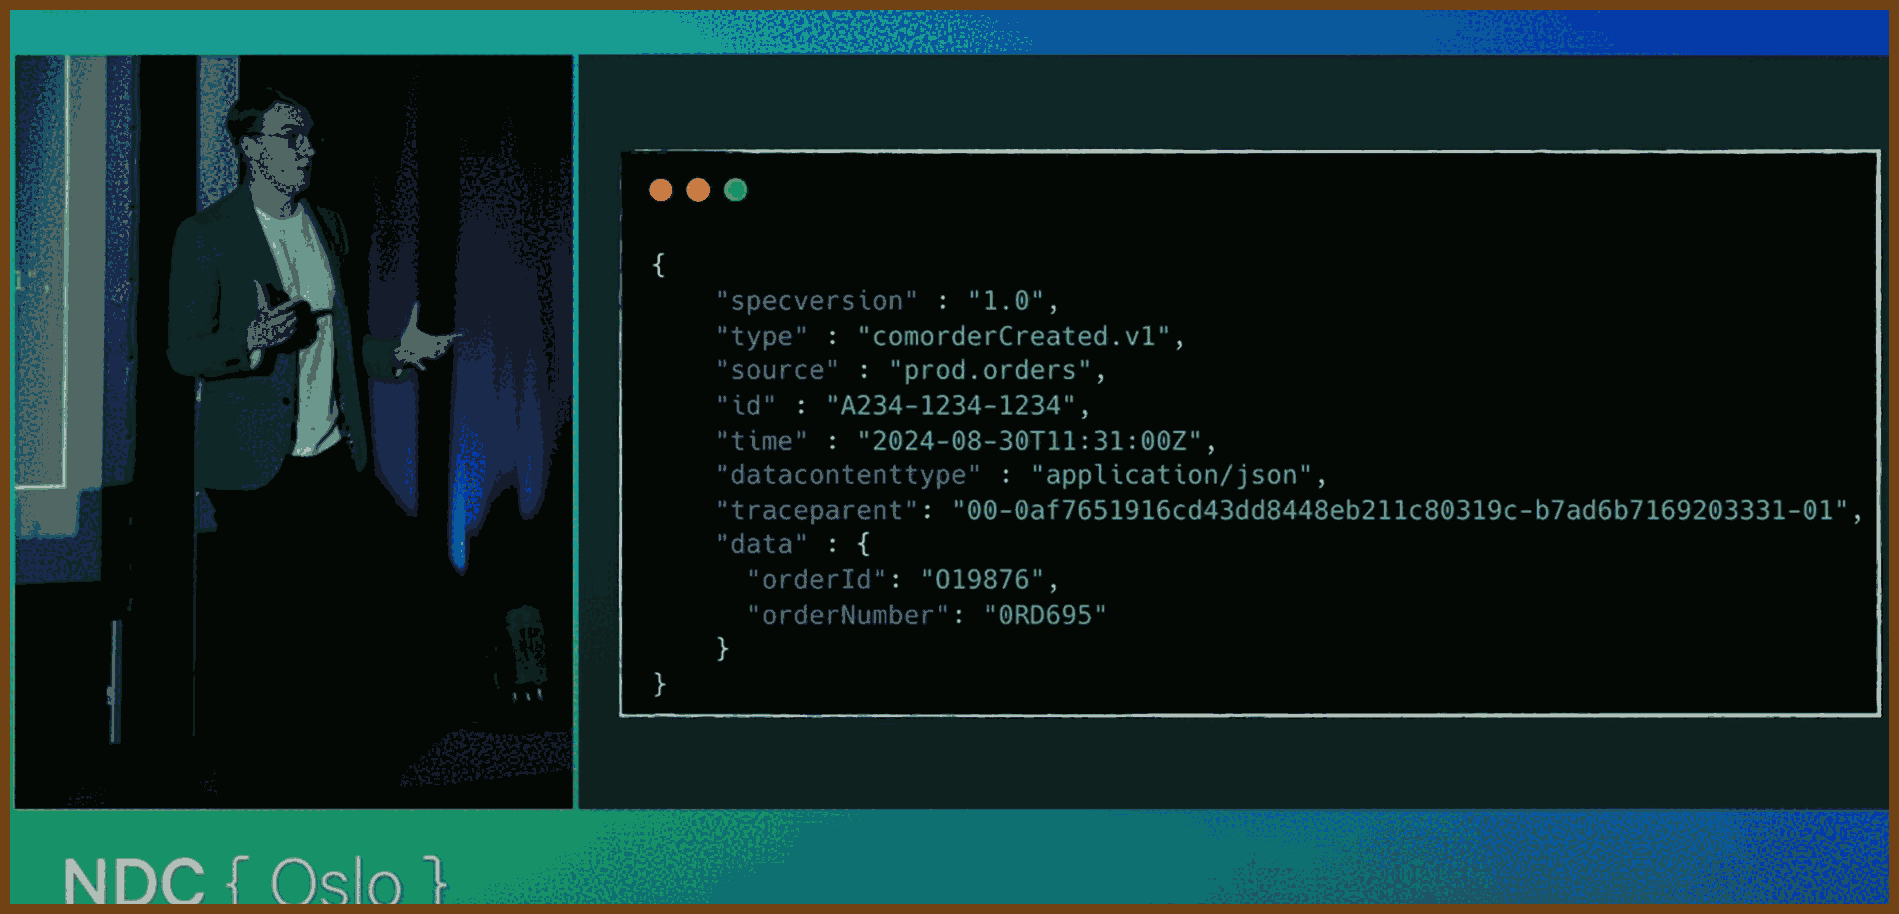 {
"specversion" : "1.0",
"type" : "comorderCreated.v1",
"source" : "prod.orders",
"id" : "A234-1234-1234",
"time" : "2024-08-30T11:31:00Z",
"datacontenttype" : "application/json",
"traceparent": "00-0af7651916cd43dd8448eb211c80319c-b7ad6b7169203331-01",
"data" : {
"orderId": "O19876",
"orderNumber": "0RD695"
}
}
NDC { Oslo }